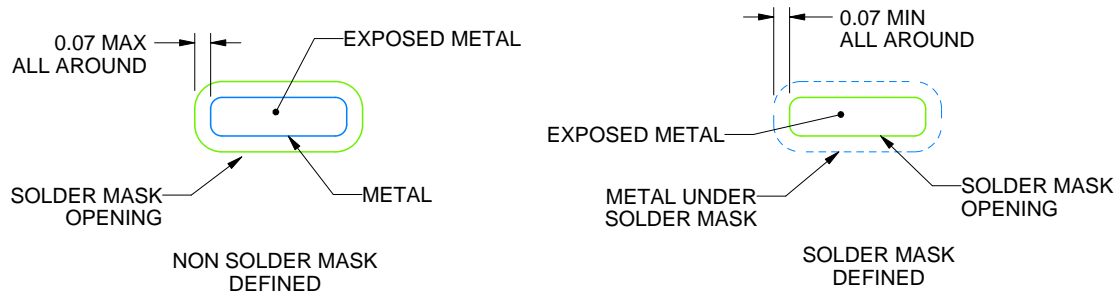 0.07 MAX
ALL AROUND
EXPOSED METAL
SOLDER MASK
OPENING
METAL
NON SOLDER MASK
DEFINED
0.07 MIN
ALL AROUND
EXPOSED METAL
METAL UNDER
SOLDER MASK
SOLDER MASK
OPENING
SOLDER MASK
DEFINED